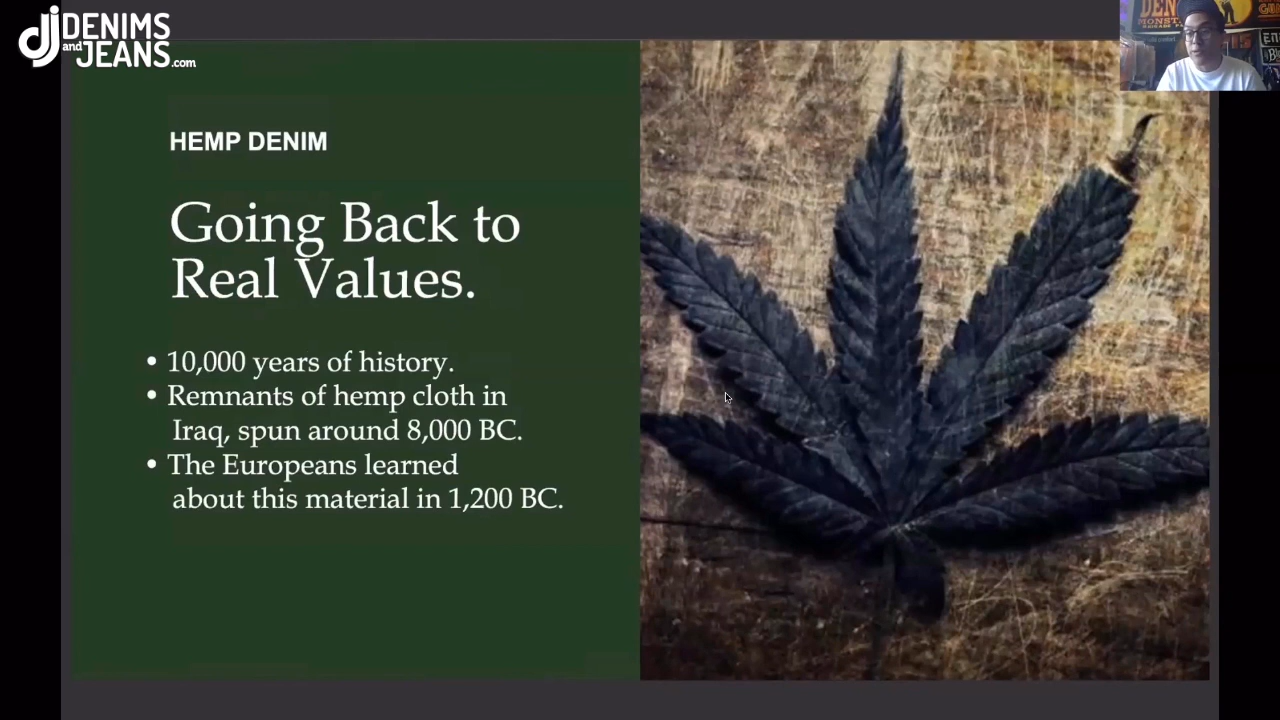 DENIMS
and
JEANS.com
HEMP DENIM
Going Back to
Real Values.
• 10,000 years of history.
• Remnants of hemp cloth in
Iraq, spun around 8,000 BC.
• The Europeans learned
about this material in 1,200 BC.